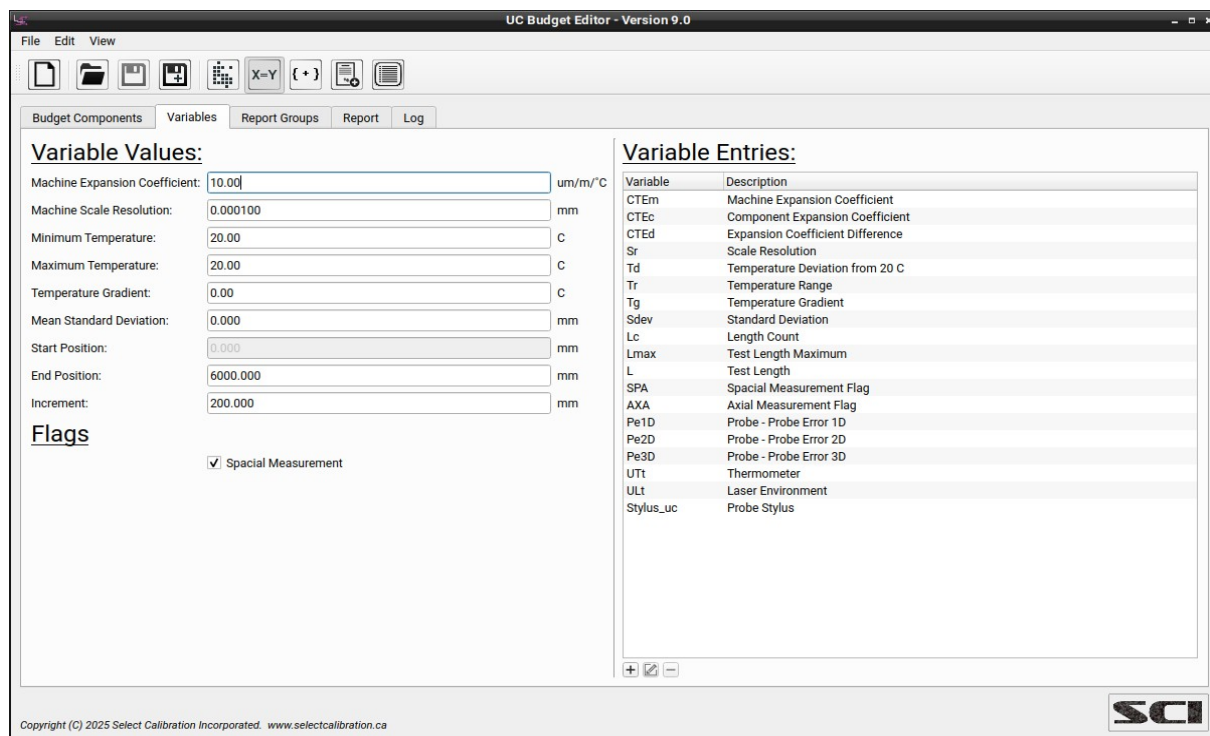 UC Budget Editor - Version 9.0
File Edit View
X=Y {+}
Budget Components Variables Report Groups Report Log
Variable Values:
Machine Expansion Coefficient: 10.00 um/m/°C
Machine Scale Resolution: 0.000100 mm
Minimum Temperature: 20.00 C
Maximum Temperature: 20.00 C
Temperature Gradient: 0.00 C
Mean Standard Deviation: 0.000 mm
Start Position: 0.000 mm
End Position: 6000.000 mm
Increment: 200.000 mm
Flags
Spacial Measurement
Variable Entries:
Variable Description
CTEm Machine Expansion Coefficient
CTEc Component Expansion Coefficient
CTEd Expansion Coefficient Difference
Sr Scale Resolution
Td Temperature Deviation from 20 C
Tr Temperature Range
Tg Temperature Gradient
Sdev Standard Deviation
Lc Length Count
Lmax Test Length Maximum
L Test Length
SPA Spacial Measurement Flag
AXA Axial Measurement Flag
Pe1D Probe - Probe Error 1D
Pe2D Probe - Probe Error 2D
Pe3D Probe - Probe Error 3D
UTt Thermometer
ULt Laser Environment
Stylus_uc Probe Stylus
Copyright (C) 2025 Select Calibration Incorporated. www.selectcalibration.ca
SCI